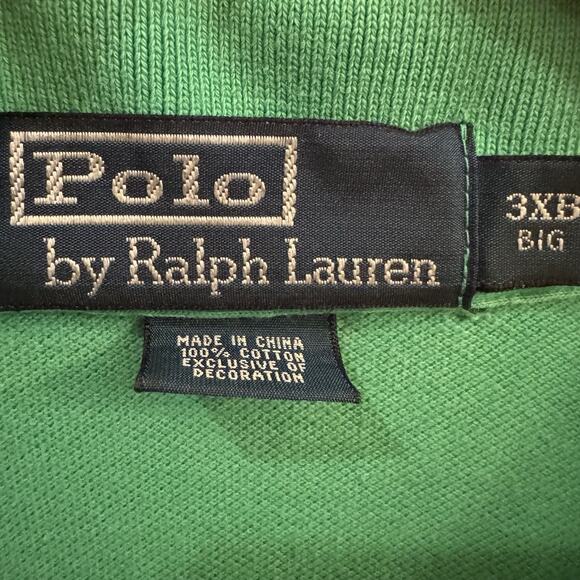 Polo
by Ralph Lauren
3XB
BIG
MADE IN CHINA
100% COTTON
EXCLUSIVE OF
DECORATION